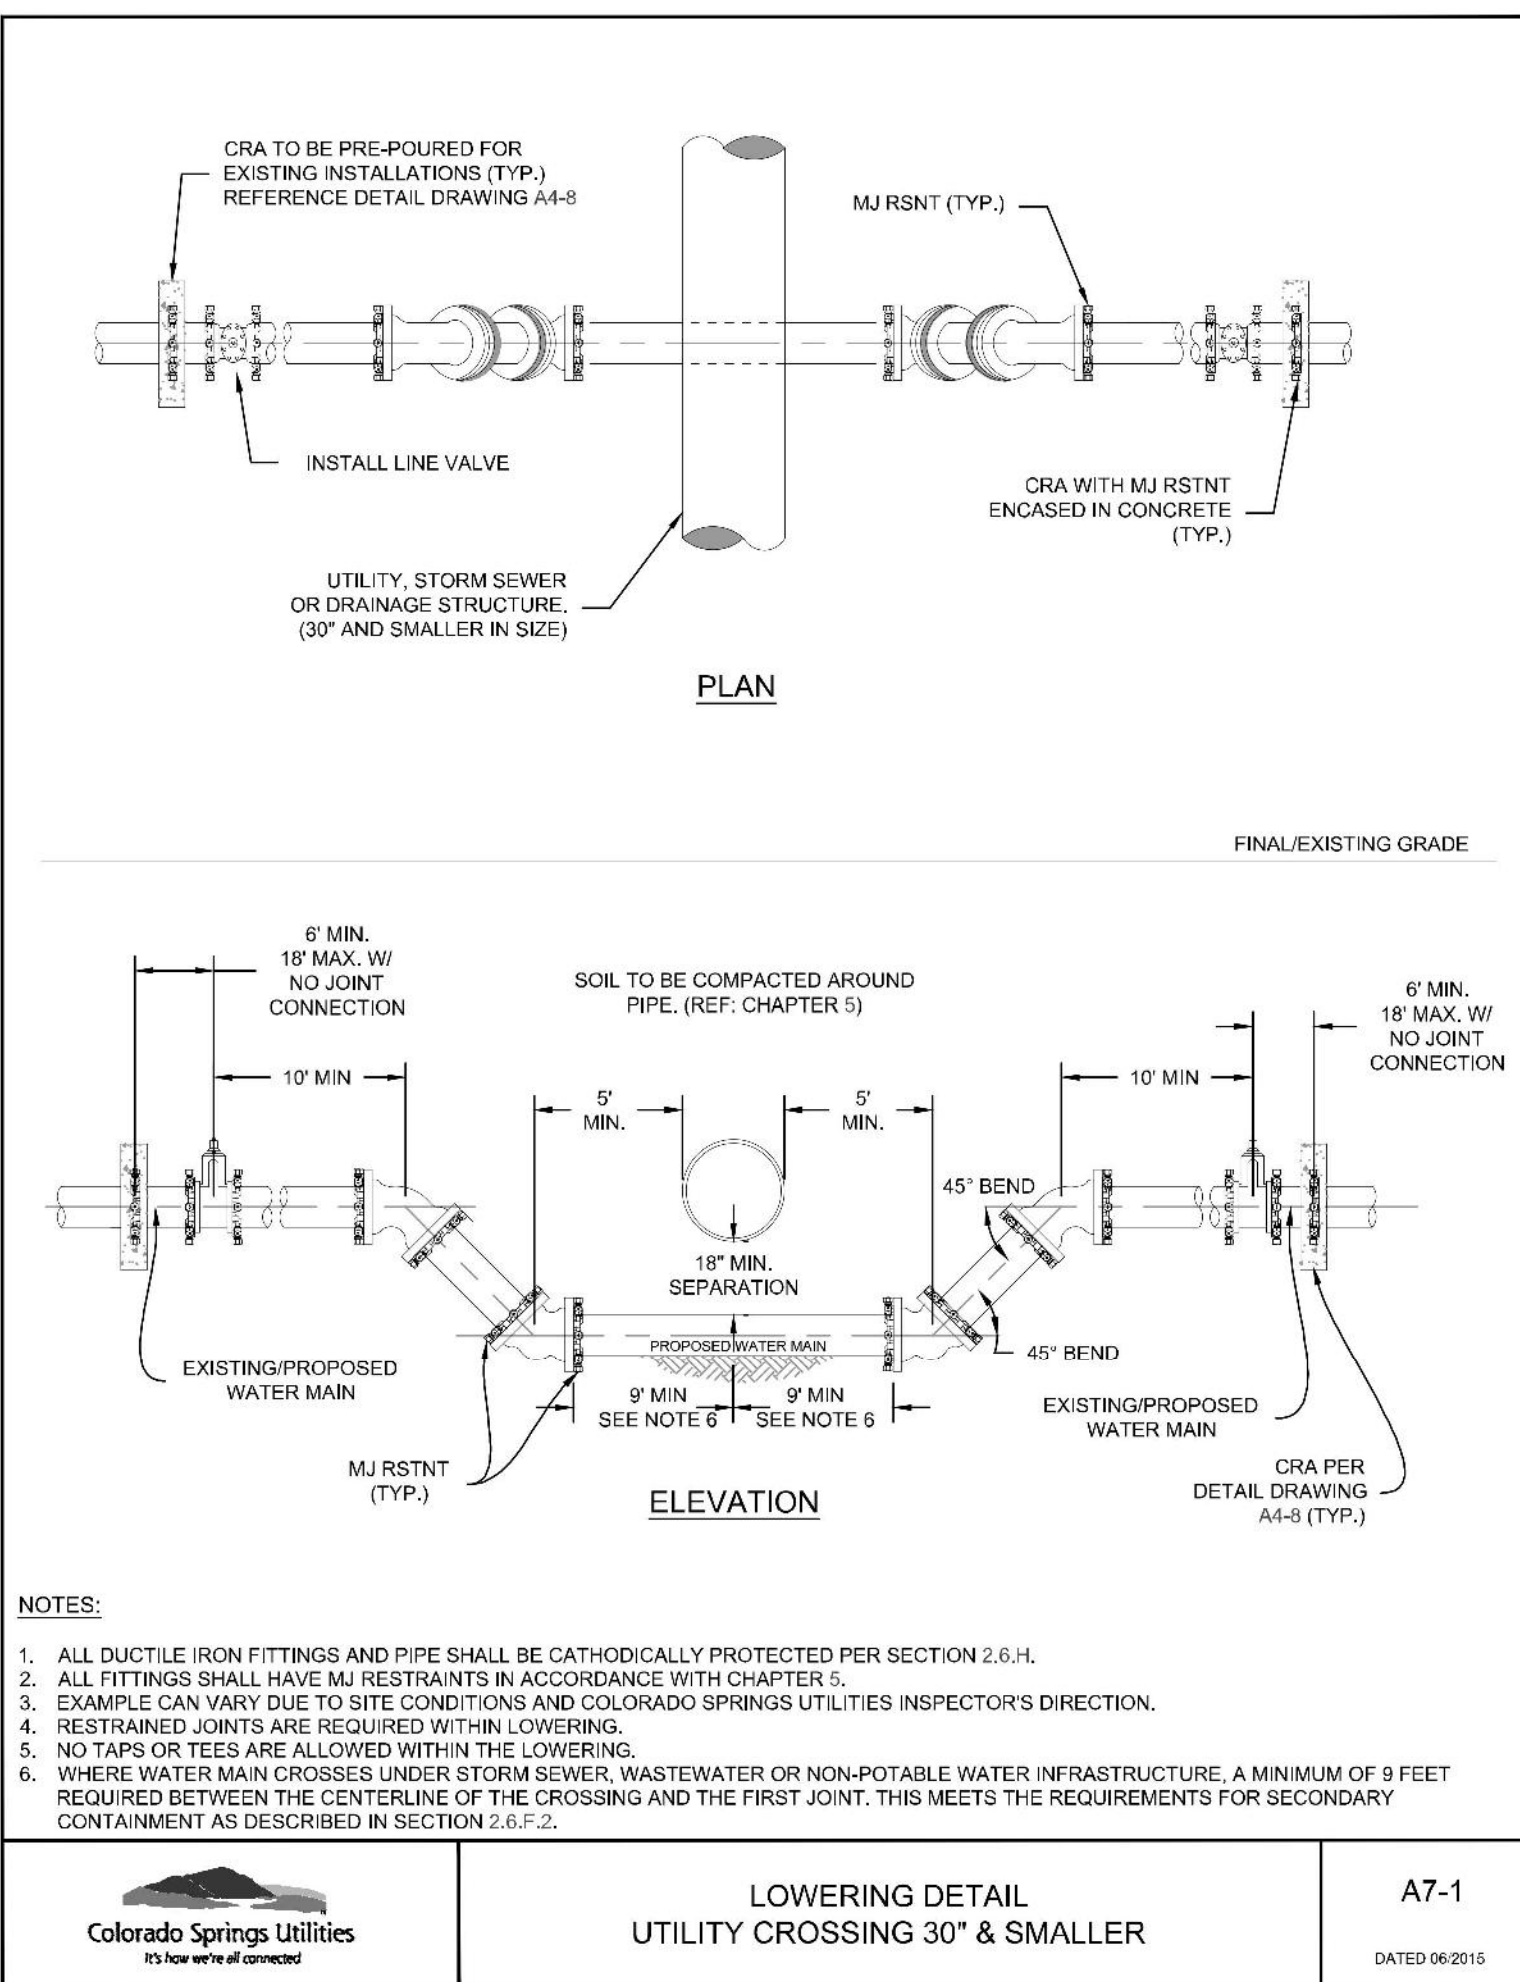 CRA TO BE PRE-POURED FOR
EXISTING INSTALLATIONS (TYP.)
REFERENCE DETAIL DRAWING A4-8
MJ RSNT (TYP.)
INSTALL LINE VALVE
CRA WITH MJ RSTNT
ENCASED IN CONCRETE
(TYP.)
UTILITY, STORM SEWER
OR DRAINAGE STRUCTURE.
(30" AND SMALLER IN SIZE)
PLAN
FINAL/EXISTING GRADE
6' MIN.
18' MAX. W/
NO JOINT
CONNECTION
SOIL TO BE COMPACTED AROUND
PIPE. (REF: CHAPTER 5)
6' MIN.
18' MAX. W/
NO JOINT
CONNECTION
10' MIN
5'
MIN.
5'
MIN.
10' MIN
45° BEND
18" MIN.
SEPARATION
PROPOSED WATER MAIN
45° BEND
EXISTING/PROPOSED
WATER MAIN
9' MIN
SEE NOTE 6
9' MIN
SEE NOTE 6
EXISTING/PROPOSED
WATER MAIN
MJ RSTNT
(TYP.)
CRA PER
DETAIL DRAWING
A4-8 (TYP.)
ELEVATION
NOTES:
1. ALL DUCTILE IRON FITTINGS AND PIPE SHALL BE CATHODICALLY PROTECTED PER SECTION 2.6.H.
2. ALL FITTINGS SHALL HAVE MJ RESTRAINTS IN ACCORDANCE WITH CHAPTER 5.
3. EXAMPLE CAN VARY DUE TO SITE CONDITIONS AND COLORADO SPRINGS UTILITIES INSPECTOR'S DIRECTION.
4. RESTRAINED JOINTS ARE REQUIRED WITHIN LOWERING.
5. NO TAPS OR TEES ARE ALLOWED WITHIN THE LOWERING.
6. WHERE WATER MAIN CROSSES UNDER STORM SEWER, WASTEWATER OR NON-POTABLE WATER INFRASTRUCTURE, A MINIMUM OF 9 FEET
REQUIRED BETWEEN THE CENTERLINE OF THE CROSSING AND THE FIRST JOINT. THIS MEETS THE REQUIREMENTS FOR SECONDARY
CONTAINMENT AS DESCRIBED IN SECTION 2.6.F.2.
Colorado Springs Utilities
It's how we're all connected
LOWERING DETAIL
UTILITY CROSSING 30" & SMALLER
A7-1
DATED 06/2015